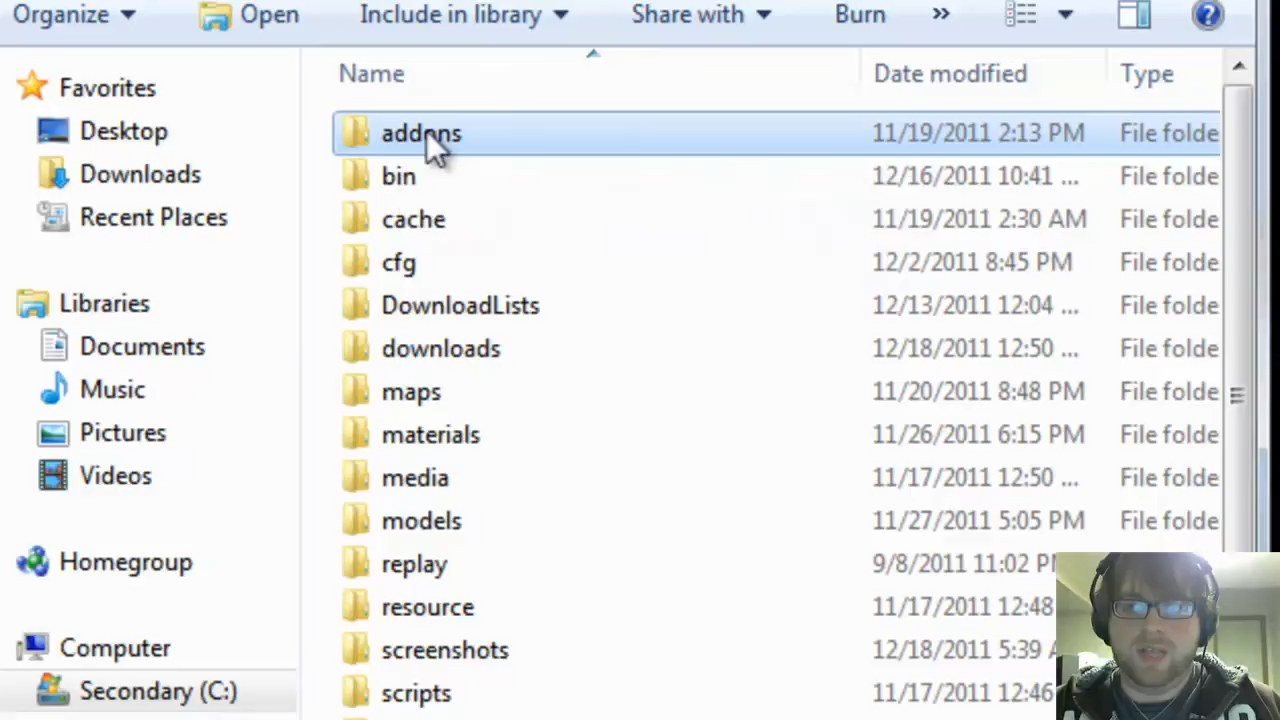 Organize Open Include in library Share with Burn »
Name Date modified Type
Favorites
Desktop
Downloads
Recent Places
Libraries
Documents
Music
Pictures
Videos
Homegroup
Computer
Secondary (C:)
addons 11/19/2011 2:13 PM File folde
bin 12/16/2011 10:41 ... File folde
cache 11/19/2011 2:30 AM File folde
cfg 12/2/2011 8:45 PM File folde
DownloadLists 12/13/2011 12:04 ... File folde
downloads 12/18/2011 12:50 ... File folde
maps 11/20/2011 8:48 PM File folde
materials 11/26/2011 6:15 PM File folde
media 11/17/2011 12:50 ... File folde
models 11/27/2011 5:05 PM File folde
replay 9/8/2011 11:02 P
resource 11/17/2011 12:48
screenshots 12/18/2011 5:39
scripts 11/17/2011 12:46